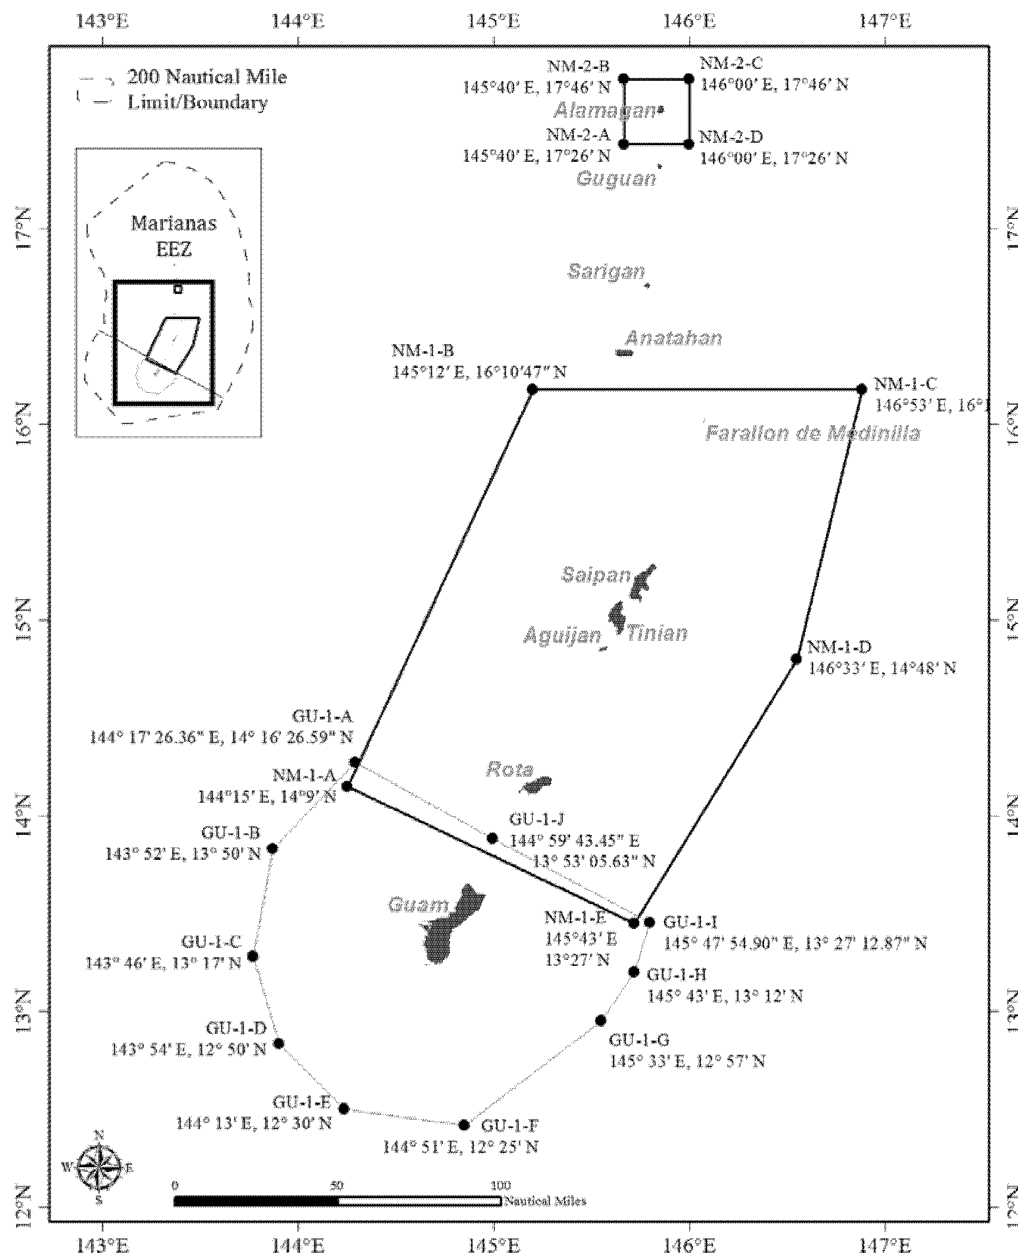 143°E 144°E 145°E 146°E 147°E
200 Nautical Mile
Limit/Boundary
NM-2-B
145°40' E, 17°46' N
NM-2-C
146°00' E, 17°46' N
Alamagan
NM-2-A
145°40' E, 17°26' N
NM-2-D
146°00' E, 17°26' N
Guguan
Marianas
EEZ
17°N 17°N
Sarigan
Anatahan
NM-1-B
145°12' E, 16°10'47" N
NM-1-C
146°53' E, 16°1
16°N 16°N
Farallon de Medinilla
Saipan
15°N 15°N
Aguijan Tinian
NM-1-D
146°33' E, 14°48' N
GU-1-A
144° 17' 26.36" E, 14° 16' 26.59" N
NM-1-A
144°15' E, 14°9' N
Rota
14°N 14°N
GU-1-J
144° 59' 43.45" E
13° 53' 05.63" N
GU-1-B
143° 52' E, 13° 50' N
Guam
NM-1-E
145°43' E
13°27' N
GU-1-I
145° 47' 54.90" E, 13° 27' 12.87" N
GU-1-C
143° 46' E, 13° 17' N
GU-1-H
145° 43' E, 13° 12' N
13°N 13°N
GU-1-D
143° 54' E, 12° 50' N
GU-1-G
145° 33' E, 12° 57' N
GU-1-E
144° 13' E, 12° 30' N
GU-1-F
144° 51' E, 12° 25' N
N
W E
S
0 50 100
Nautical Miles
12°N 12°N
143°E 144°E 145°E 146°E 147°E